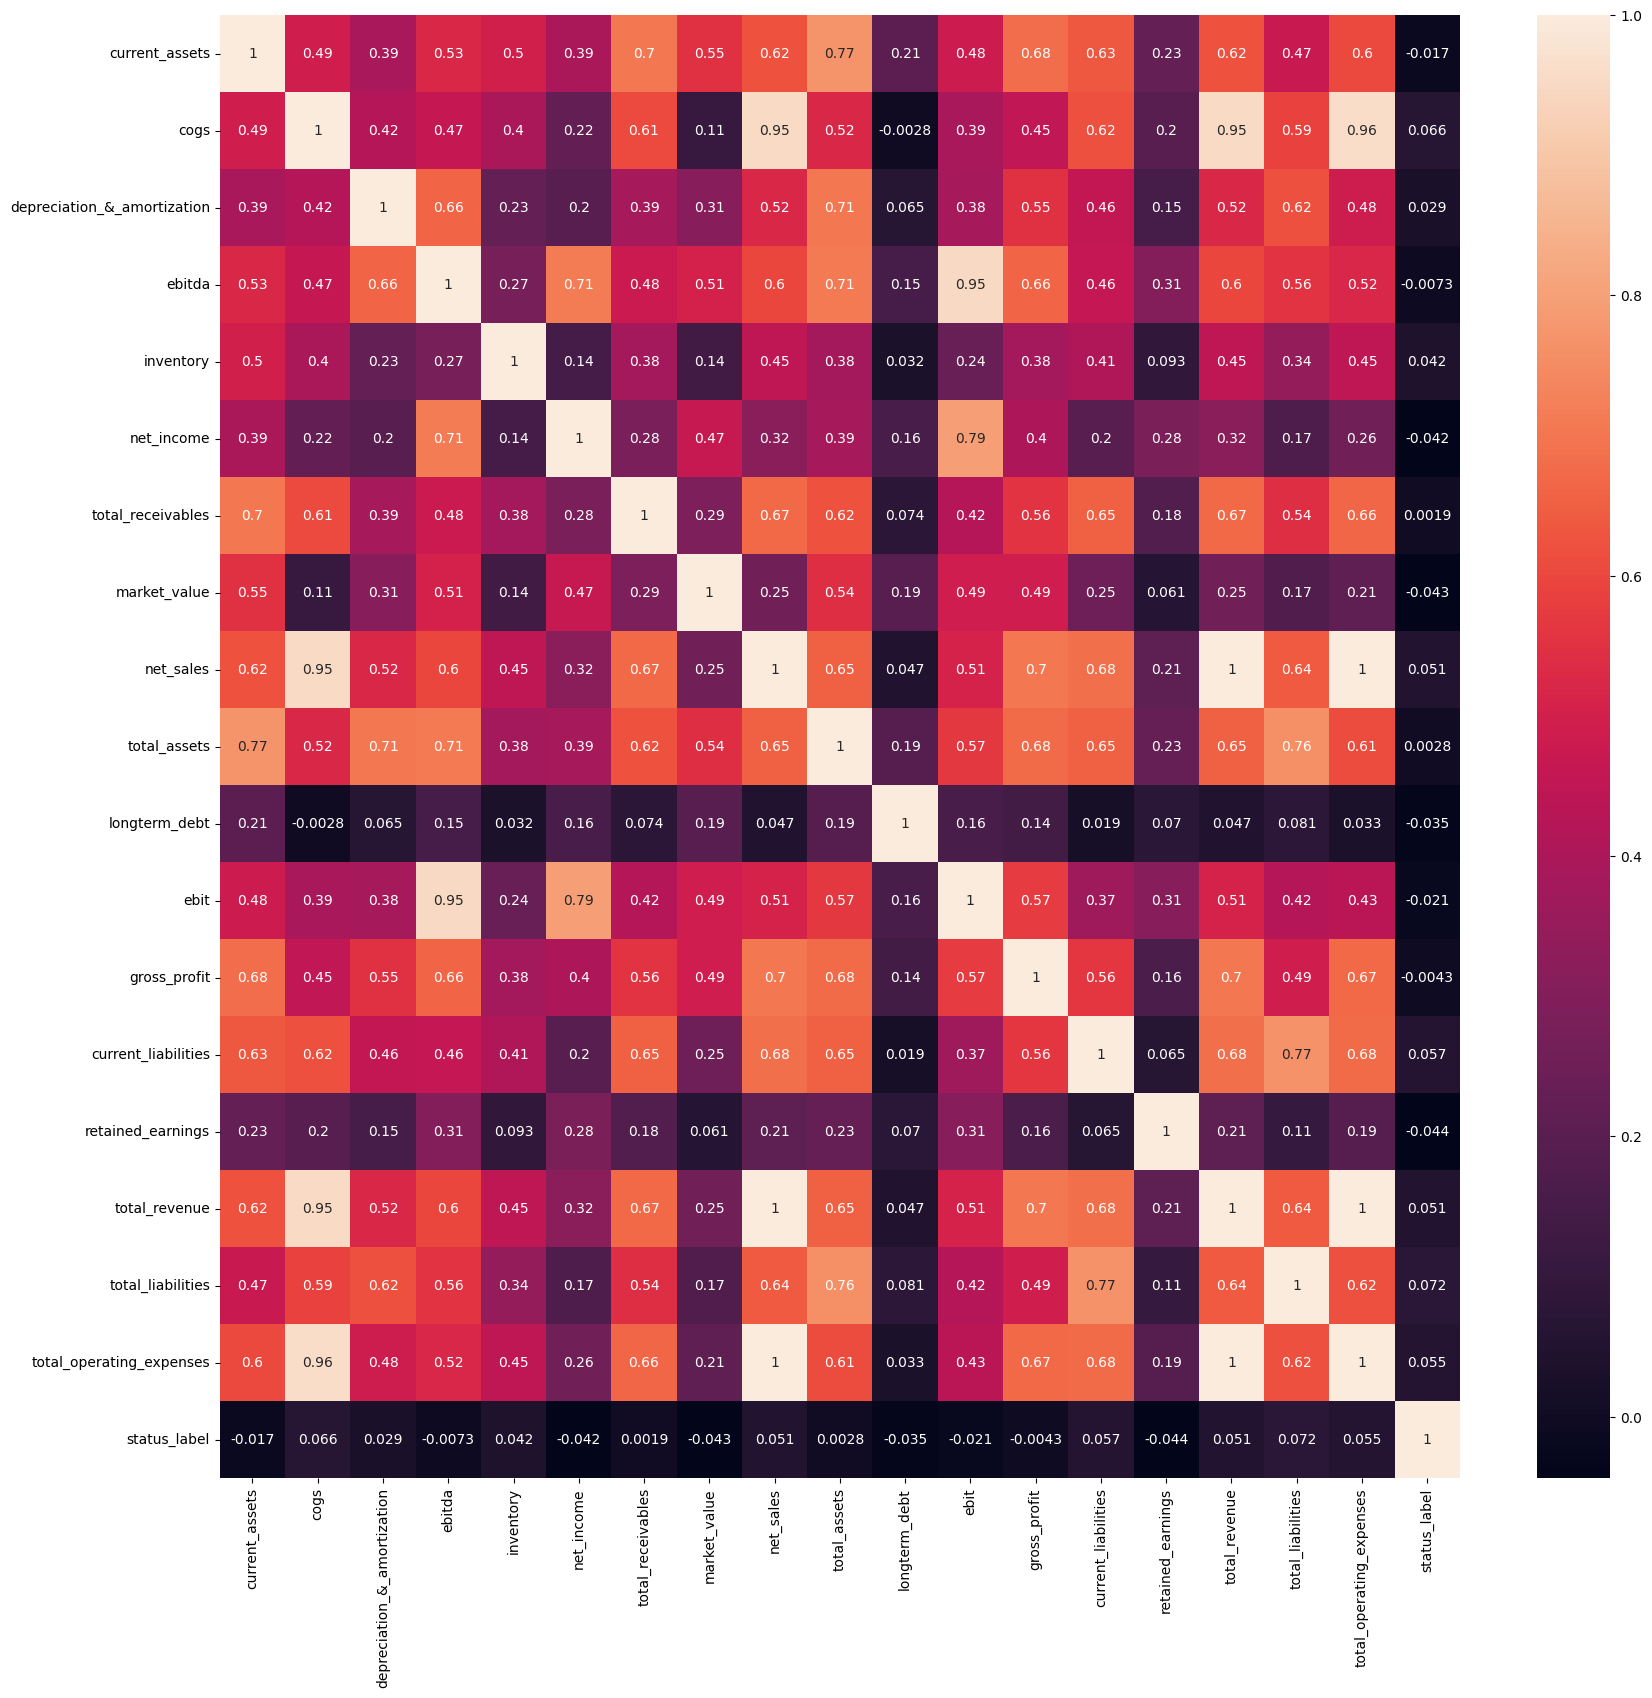 current_assets 1 0.49 0.39 0.53 0.5 0.39 0.7 0.55 0.62 0.77 0.21 0.48 0.68 0.63 0.23 0.62 0.47 0.6 -0.017
cogs 0.49 1 0.42 0.47 0.4 0.22 0.61 0.11 0.95 0.52 -0.0028 0.39 0.45 0.62 0.2 0.95 0.59 0.96 0.066
depreciation_&_amortization 0.39 0.42 1 0.66 0.23 0.2 0.39 0.31 0.52 0.71 0.065 0.38 0.55 0.46 0.15 0.52 0.62 0.48 0.029
ebitda 0.53 0.47 0.66 1 0.27 0.71 0.48 0.51 0.6 0.71 0.15 0.95 0.66 0.46 0.31 0.6 0.56 0.52 -0.0073
inventory 0.5 0.4 0.23 0.27 1 0.14 0.38 0.14 0.45 0.38 0.032 0.24 0.38 0.41 0.093 0.45 0.34 0.45 0.042
net_income 0.39 0.22 0.2 0.71 0.14 1 0.28 0.47 0.32 0.39 0.16 0.79 0.4 0.2 0.28 0.32 0.17 0.26 -0.042
total_receivables 0.7 0.61 0.39 0.48 0.38 0.28 1 0.29 0.67 0.62 0.074 0.42 0.56 0.65 0.18 0.67 0.54 0.66 0.0019
market_value 0.55 0.11 0.31 0.51 0.14 0.47 0.29 1 0.25 0.54 0.19 0.49 0.49 0.25 0.061 0.25 0.17 0.21 -0.043
net_sales 0.62 0.95 0.52 0.6 0.45 0.32 0.67 0.25 1 0.65 0.047 0.51 0.7 0.68 0.21 1 0.64 1 0.051
total_assets 0.77 0.52 0.71 0.71 0.38 0.39 0.62 0.54 0.65 1 0.19 0.57 0.68 0.65 0.23 0.65 0.76 0.61 0.0028
longterm_debt 0.21 -0.0028 0.065 0.15 0.032 0.16 0.074 0.19 0.047 0.19 1 0.16 0.14 0.019 0.07 0.047 0.081 0.033 -0.035
ebit 0.48 0.39 0.38 0.95 0.24 0.79 0.42 0.49 0.51 0.57 0.16 1 0.57 0.37 0.31 0.51 0.42 0.43 -0.021
gross_profit 0.68 0.45 0.55 0.66 0.38 0.4 0.56 0.49 0.7 0.68 0.14 0.57 1 0.56 0.16 0.7 0.49 0.67 -0.0043
current_liabilities 0.63 0.62 0.46 0.46 0.41 0.2 0.65 0.25 0.68 0.65 0.019 0.37 0.56 1 0.065 0.68 0.77 0.68 0.057
retained_earnings 0.23 0.2 0.15 0.31 0.093 0.28 0.18 0.061 0.21 0.23 0.07 0.31 0.16 0.065 1 0.21 0.11 0.19 -0.044
total_revenue 0.62 0.95 0.52 0.6 0.45 0.32 0.67 0.25 1 0.65 0.047 0.51 0.7 0.68 0.21 1 0.64 1 0.051
total_liabilities 0.47 0.59 0.62 0.56 0.34 0.17 0.54 0.17 0.64 0.76 0.081 0.42 0.49 0.77 0.11 0.64 1 0.62 0.072
total_operating_expenses 0.6 0.96 0.48 0.52 0.45 0.26 0.66 0.21 1 0.61 0.033 0.43 0.67 0.68 0.19 1 0.62 1 0.055
status_label -0.017 0.066 0.029 -0.0073 0.042 -0.042 0.0019 -0.043 0.051 0.0028 -0.035 -0.021 -0.0043 0.057 -0.044 0.051 0.072 0.055 1
current_assets
cogs
depreciation_&_amortization
ebitda
inventory
net_income
total_receivables
market_value
net_sales
total_assets
longterm_debt
ebit
gross_profit
current_liabilities
retained_earnings
total_revenue
total_liabilities
total_operating_expenses
status_label
1.0
0.8
0.6
0.4
0.2
0.0